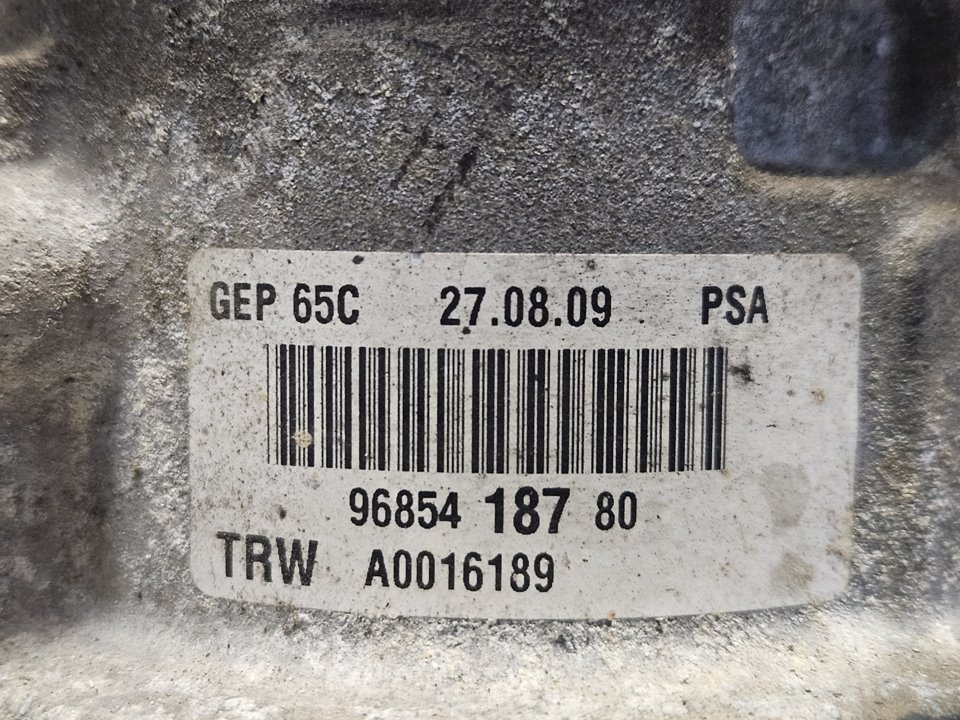 GEP 65C 27.08.09 PSA
96854 187 80
TRW A0016189